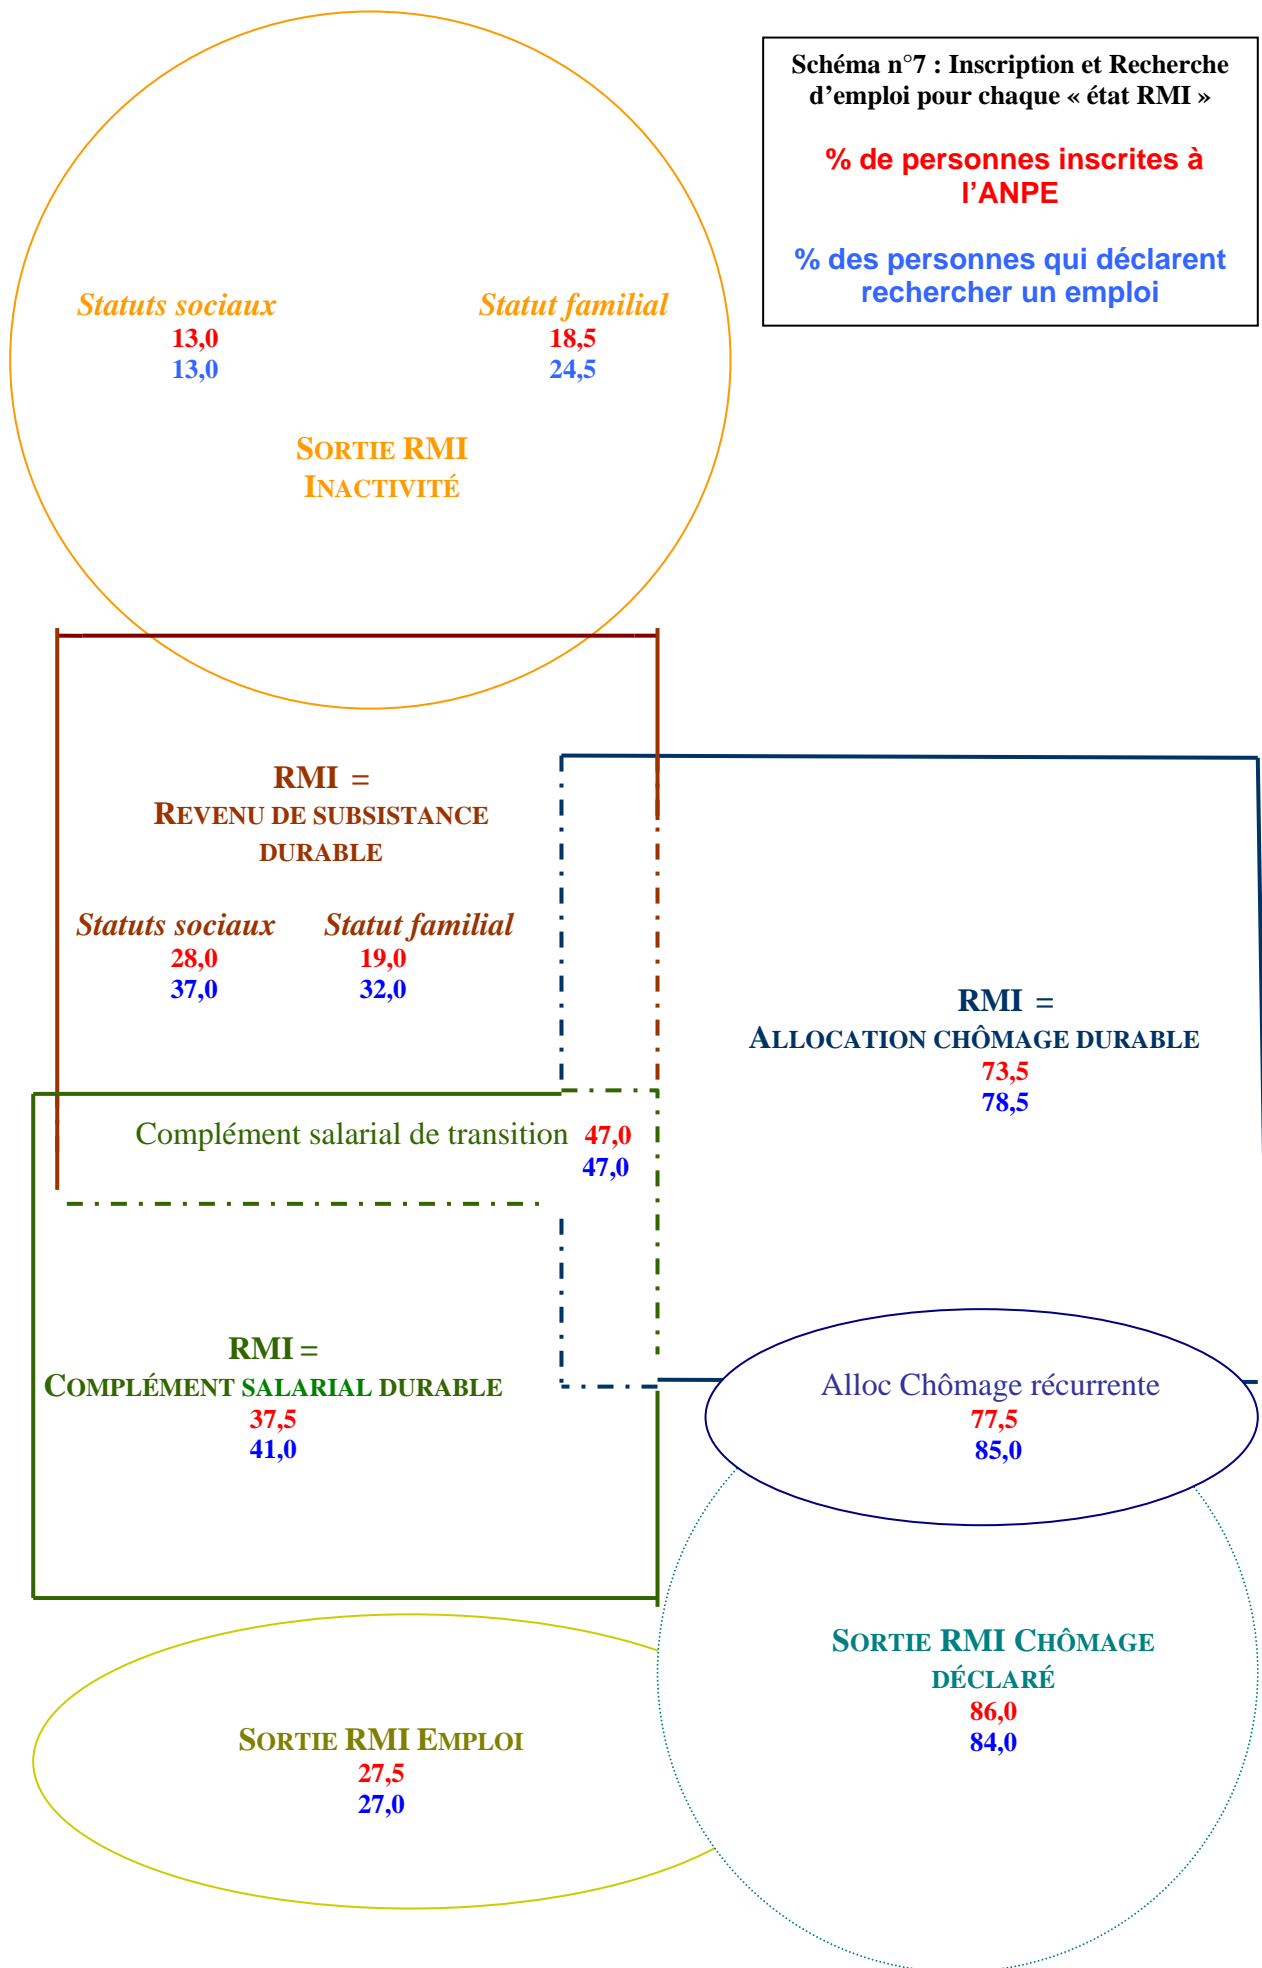 Schéma n°7 : Inscription et Recherche
d'emploi pour chaque « état RMI »
% de personnes inscrites à
l'ANPE
% des personnes qui déclarent
rechercher un emploi
Statuts sociaux Statut familial
13,0 18,5
13,0 24,5
SORTIE RMI
INACTIVITÉ
RMI =
REVENU DE SUBSISTANCE
DURABLE
Statuts sociaux Statut familial
28,0 19,0
37,0 32,0
RMI =
ALLOCATION CHÔMAGE DURABLE
73,5
78,5
Complément salarial de transition 47,0
47,0
RMI =
COMPLÉMENT SALARIAL DURABLE
37,5
41,0
Alloc Chômage récurrente
77,5
85,0
SORTIE RMI CHÔMAGE
DÉCLARÉ
86,0
84,0
SORTIE RMI EMPLOI
27,5
27,0